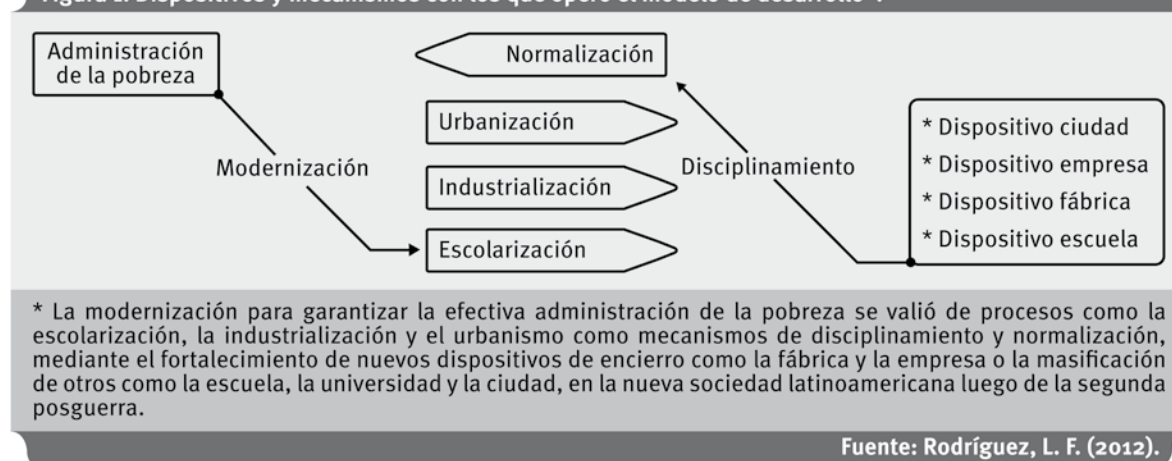 Figura 1. Dispositivos y mecanismos con los que operó el modelo de desarrollo*.
Administración
de la pobreza
Modernización
Normalización
Urbanización
Industrialización
Escolarización
Disciplinamiento
* Dispositivo ciudad
* Dispositivo empresa
* Dispositivo fábrica
* Dispositivo escuela
* La modernización para garantizar la efectiva administración de la pobreza se valió de procesos como la
escolarización, la industrialización y el urbanismo como mecanismos de disciplinamiento y normalización,
mediante el fortalecimiento de nuevos dispositivos de encierro como la fábrica y la empresa o la masificación
de otros como la escuela, la universidad y la ciudad, en la nueva sociedad latinoamericana luego de la segunda
posguerra.
Fuente: Rodríguez, L. F. (2012).